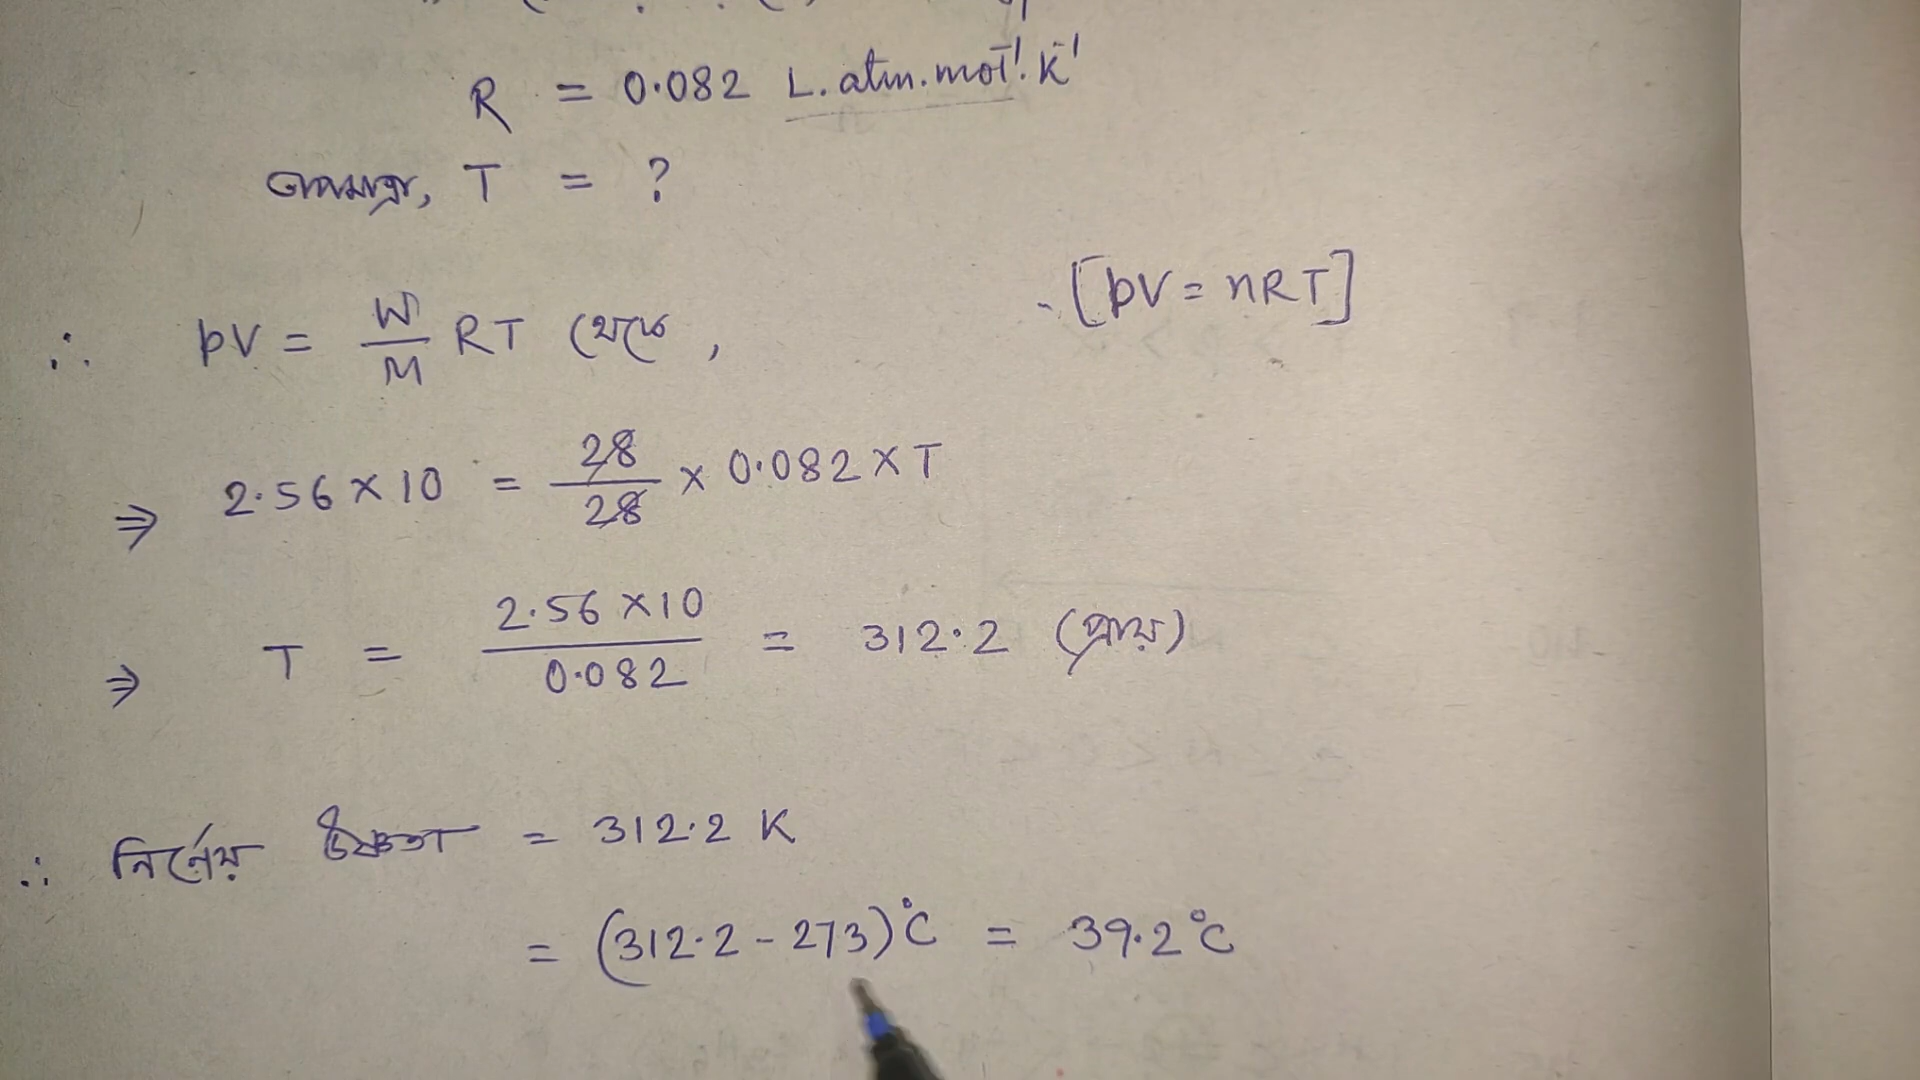 R = 0.082 L.atm.mol⁻¹.K⁻¹
তাপমাত্রা, T = ?
∴ pV = W/M RT থেকে, [pV = nRT]
⇒ 2.56 × 10 = 28/28 × 0.082 × T
⇒ T = 2.56 × 10 / 0.082 = 312.2 (প্রায়)
∴ নির্ণেয় উষ্ণতা = 312.2 K
= (312.2 - 273)°C = 39.2°C